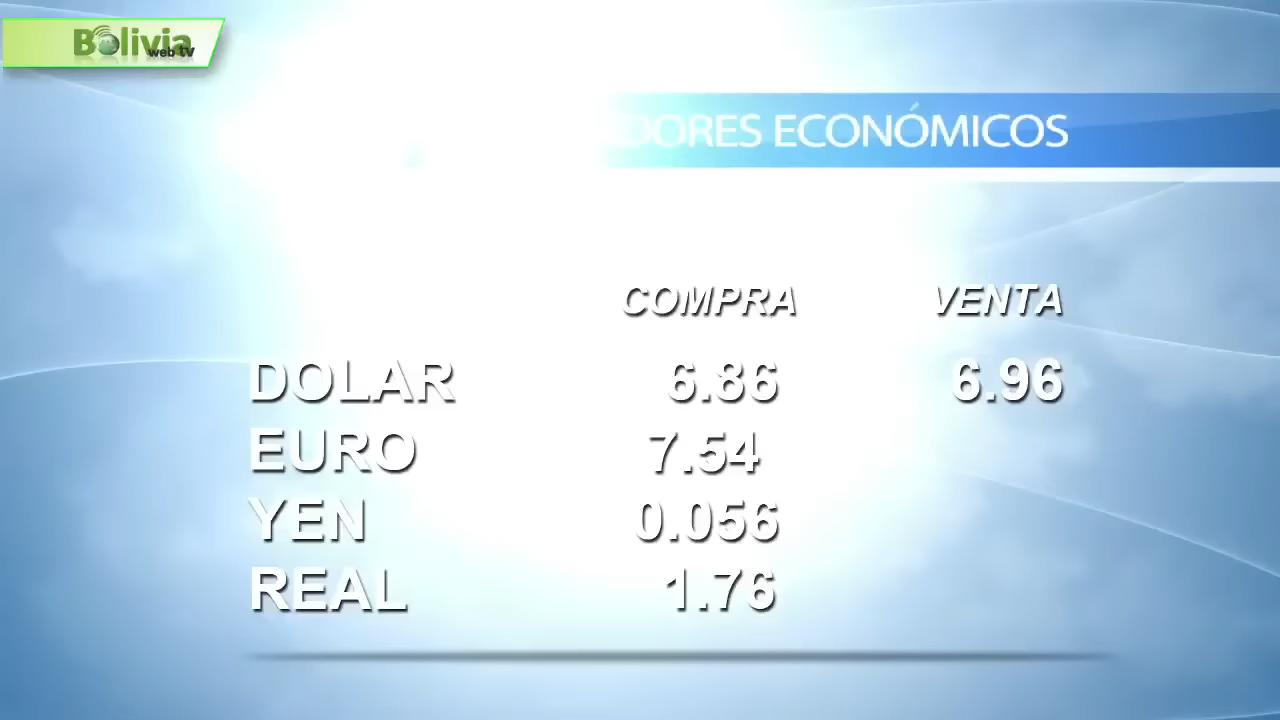 Bolivia
web tv
DORES ECONÓMICOS
COMPRA VENTA
DOLAR 6.86 6.96
EURO 7.54
YEN 0.056
REAL 1.76